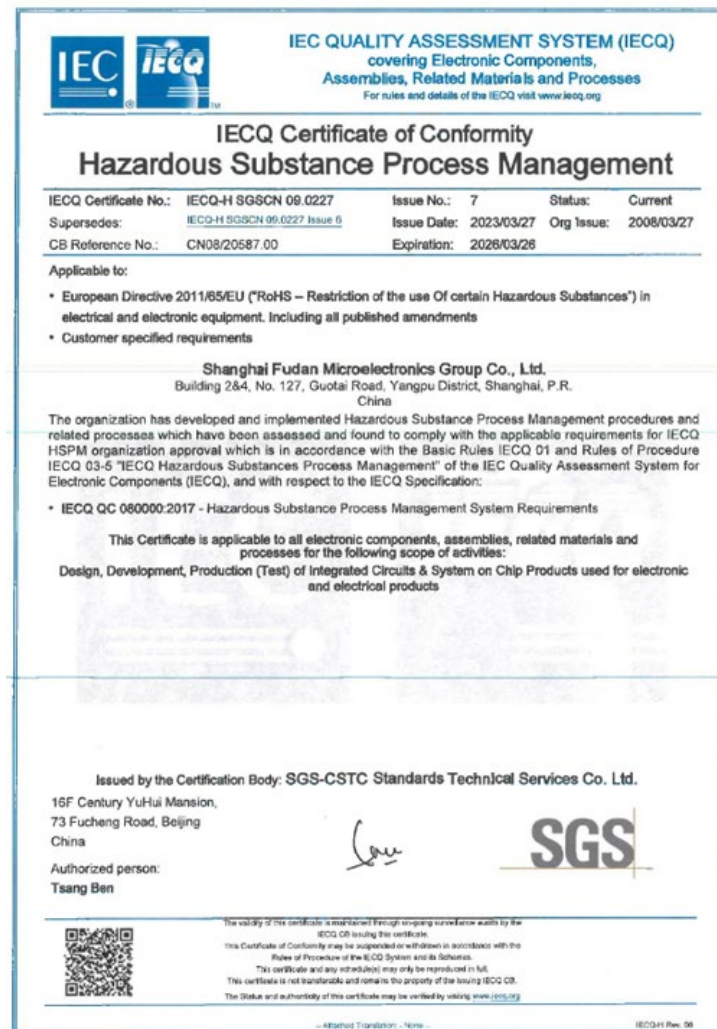 IEC
IECQ
®
TM
IEC QUALITY ASSESSMENT SYSTEM (IECQ)
covering Electronic Components,
Assemblies, Related Materials and Processes
For rules and details of the IECQ visit www.iecq.org
IECQ Certificate of Conformity
Hazardous Substance Process Management
IECQ Certificate No.: IECQ-H SGSCN 09.0227 Issue No.: 7 Status: Current
Supersedes: IECQ-H SGSCN 09.0227 Issue 6 Issue Date: 2023/03/27 Org Issue: 2008/03/27
CB Reference No.: CN08/20587.00 Expiration: 2026/03/26
Applicable to:
• European Directive 2011/65/EU ("RoHS – Restriction of the use Of certain Hazardous Substances") in
electrical and electronic equipment. Including all published amendments
• Customer specified requirements
Shanghai Fudan Microelectronics Group Co., Ltd.
Building 2&4, No. 127, Guotai Road, Yangpu District, Shanghai, P.R.
China
The organization has developed and implemented Hazardous Substance Process Management procedures and
related processes which have been assessed and found to comply with the applicable requirements for IECQ
HSPM organization approval which is in accordance with the Basic Rules IECQ 01 and Rules of Procedure
IECQ 03-5 "IECQ Hazardous Substances Process Management" of the IEC Quality Assessment System for
Electronic Components (IECQ), and with respect to the IECQ Specification:
• IECQ QC 080000:2017 - Hazardous Substance Process Management System Requirements
This Certificate is applicable to all electronic components, assemblies, related materials and
processes for the following scope of activities:
Design, Development, Production (Test) of Integrated Circuits & System on Chip Products used for electronic
and electrical products
Issued by the Certification Body: SGS-CSTC Standards Technical Services Co. Ltd.
16F Century YuHui Mansion,
73 Fucheng Road, Beijing
China
Authorized person:
Tsang Ben
SGS
The validity of this certificate is maintained through on-going surveillance audits by the
IECQ CB issuing this certificate.
This Certificate of Conformity may be suspended or withdrawn in accordance with the
Rules of Procedure of the IECQ System and its Schemes.
This certificate and any schedule(s) may only be reproduced in full.
This certificate is not transferable and remains the property of the issuing IECQ CB.
The Status and authenticity of this certificate may be verified by visiting www.iecq.org
– Attached Translation: - None –
IECQ-H Rev. 08